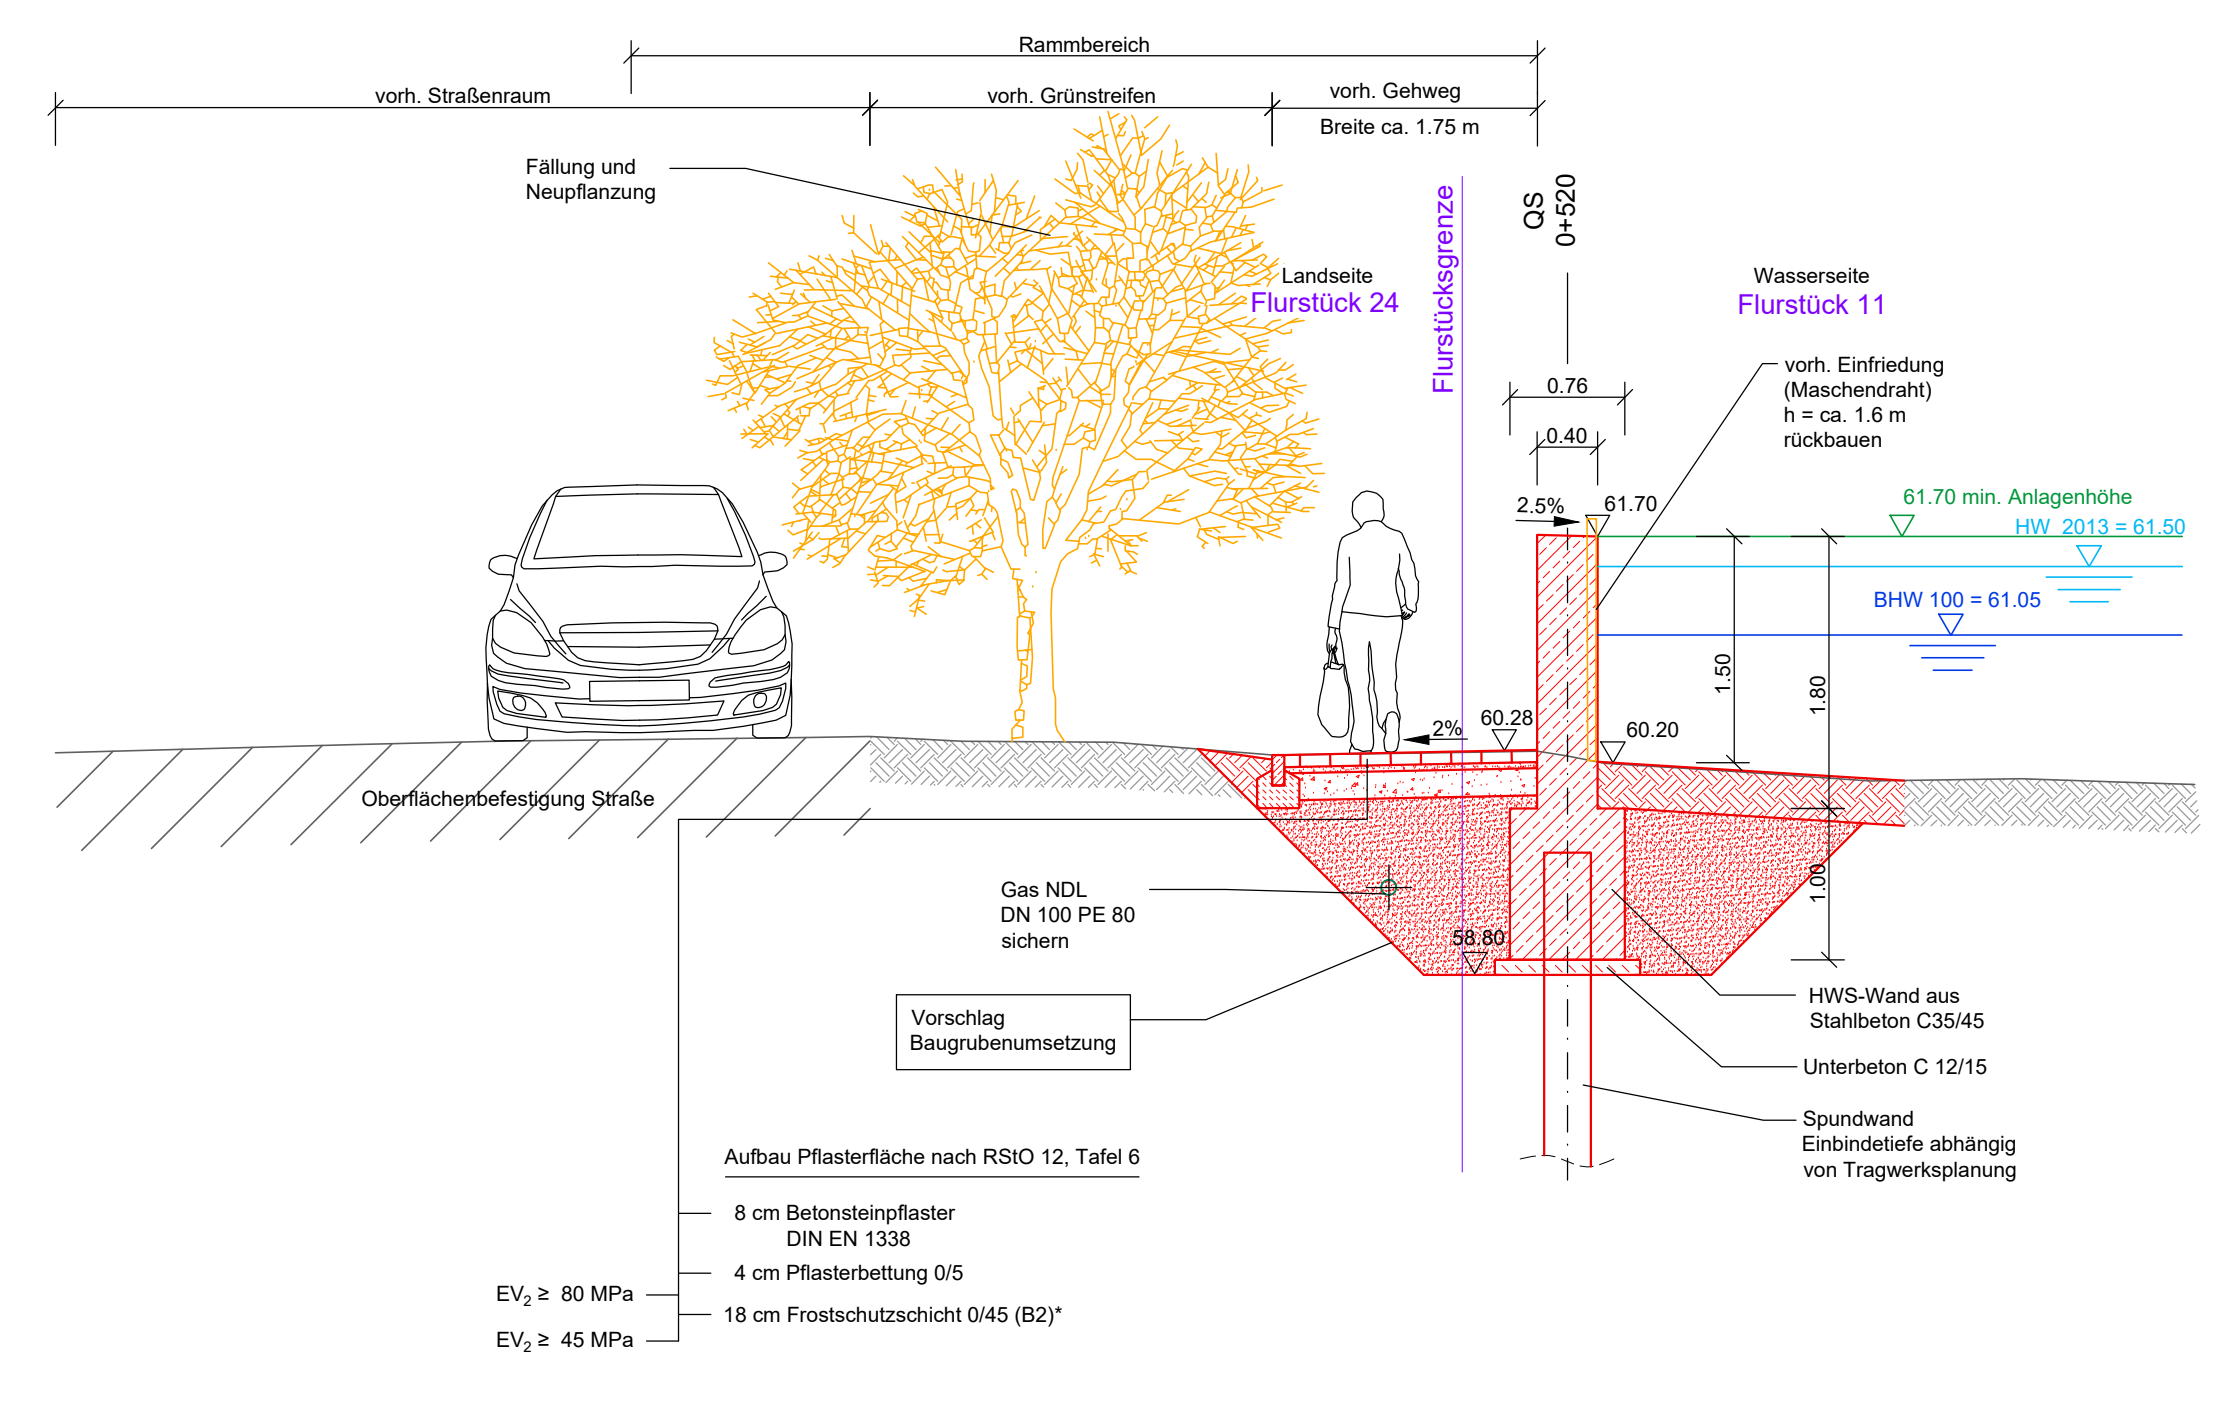 Rammbereich
vorh. Straßenraum
vorh. Grünstreifen
vorh. Gehweg
Breite ca. 1.75 m
Fällung und
Neupflanzung
Flurstücksgrenze
QS
0+520
Landseite
Flurstück 24
Wasserseite
Flurstück 11
vorh. Einfriedung
(Maschendraht)
h = ca. 1.6 m
rückbauen
0.76
0.40
2.5%
61.70
61.70 min. Anlagenhöhe
HW 2013 = 61.50
BHW 100 = 61.05
1.50
1.80
2%
60.28
60.20
Oberflächenbefestigung Straße
1.00
Gas NDL
DN 100 PE 80
sichern
58.80
Vorschlag
Baugrubenumsetzung
HWS-Wand aus
Stahlbeton C35/45
Unterbeton C 12/15
Spundwand
Einbindetiefe abhängig
von Tragwerksplanung
Aufbau Pflasterfläche nach RStO 12, Tafel 6
8 cm Betonsteinpflaster
DIN EN 1338
4 cm Pflasterbettung 0/5
EV2 ≥ 80 MPa
18 cm Frostschutzschicht 0/45 (B2)*
EV2 ≥ 45 MPa